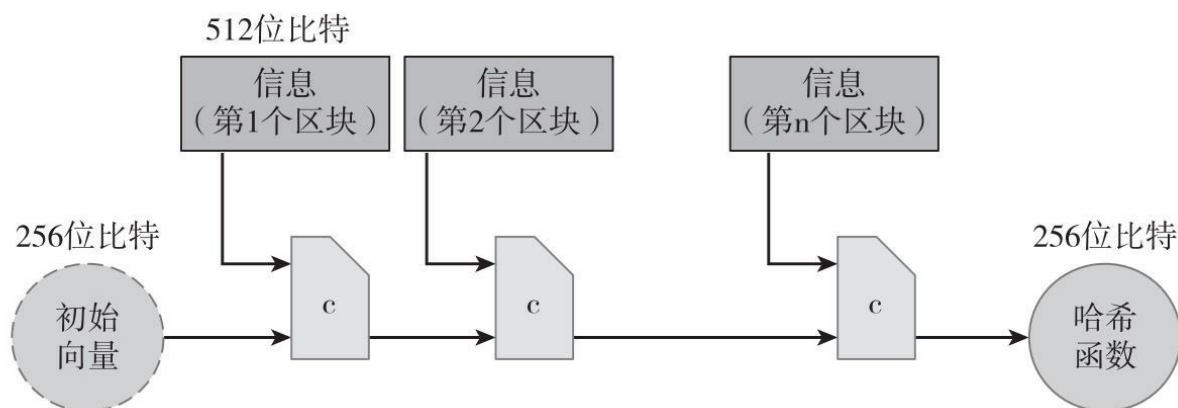 512位比特
信息
（第1个区块）
信息
（第2个区块）
信息
（第n个区块）
256位比特
256位比特
初始
向量
c
c
c
哈希
函数